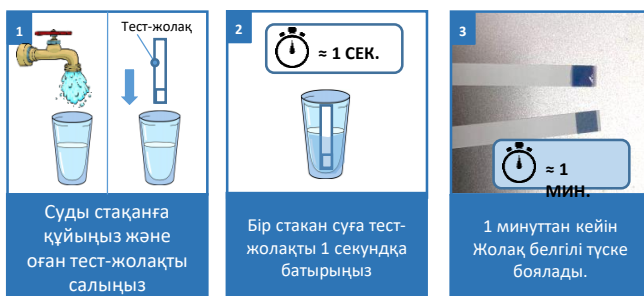 1
Тест-жолақ
Суды стақанға
құйыңыз және
оған тест-жолақты
салыңыз
2
≈ 1 СЕК.
Бір стакан суға тест-
жолақты 1 секундқа
батырыңыз
3
≈ 1
МИН.
1 минуттан кейін
Жолақ белгілі түске
боялады.